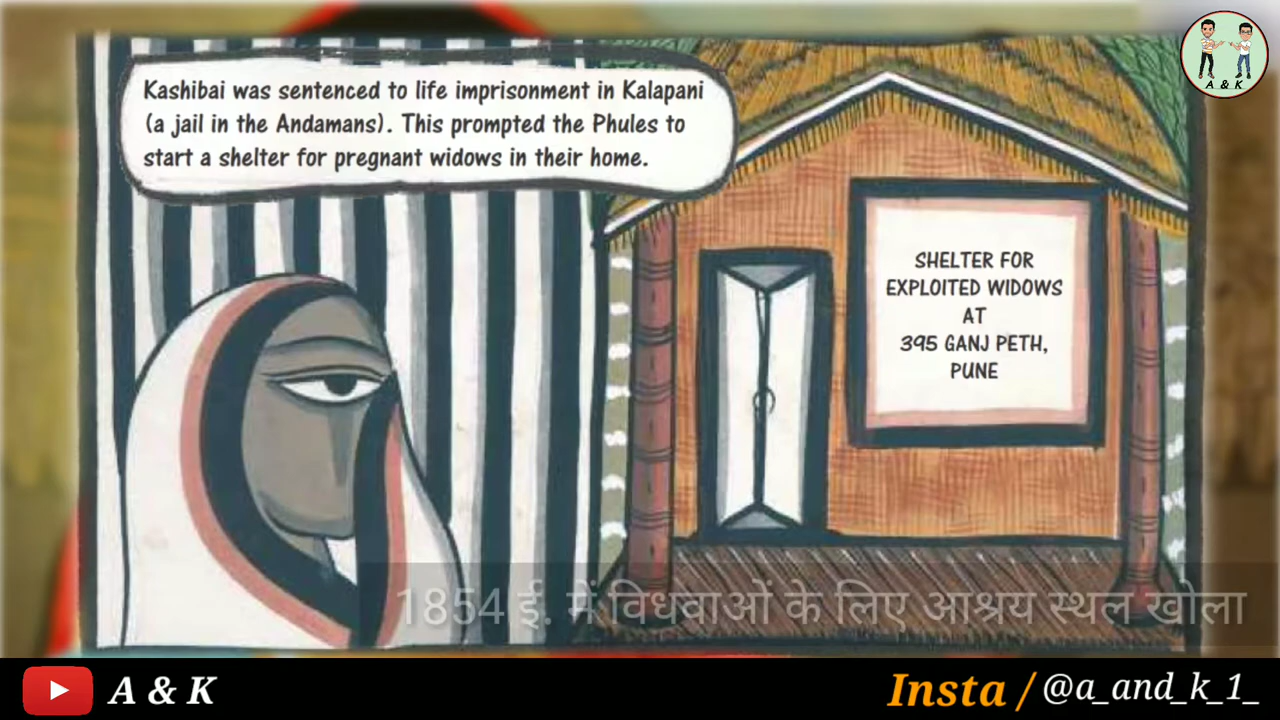 A & K
Kashibai was sentenced to life imprisonment in Kalapani
(a jail in the Andamans). This prompted the Phules to
start a shelter for pregnant widows in their home.
SHELTER FOR
EXPLOITED WIDOWS
AT
395 GANJ PETH,
PUNE
1854 ई. में विधवाओं के लिए आश्रय स्थल खोला
A & K
Insta / @a_and_k_1_